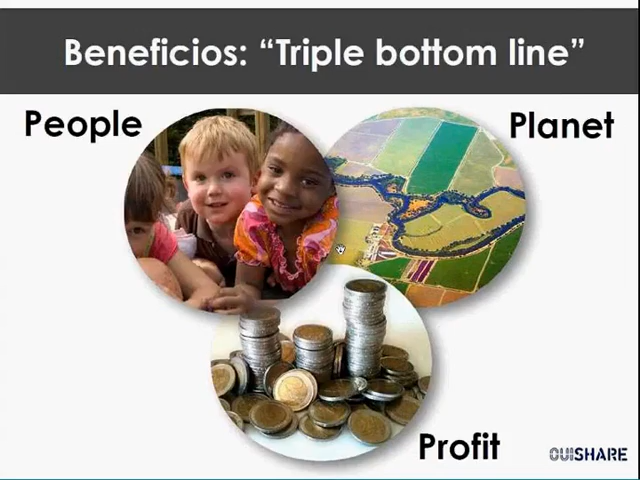 Beneficios: “Triple bottom line”
People
Planet
Profit
OUISHARE